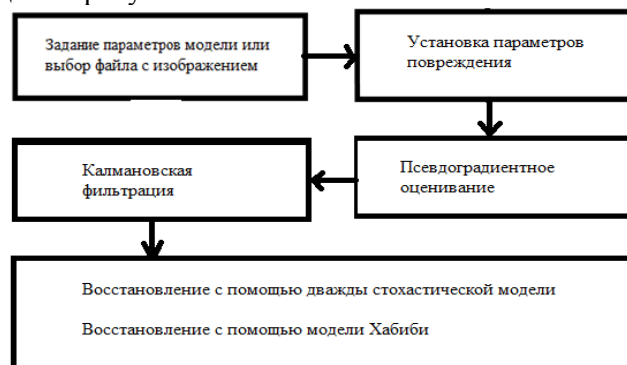 Задание параметров модели или
выбор файла с изображением
Установка параметров
повреждения
Псевдоградиентное
оценивание
Калмановская
фильтрация
Восстановление с помощью дважды стохастической модели
Восстановление с помощью модели Хабиби